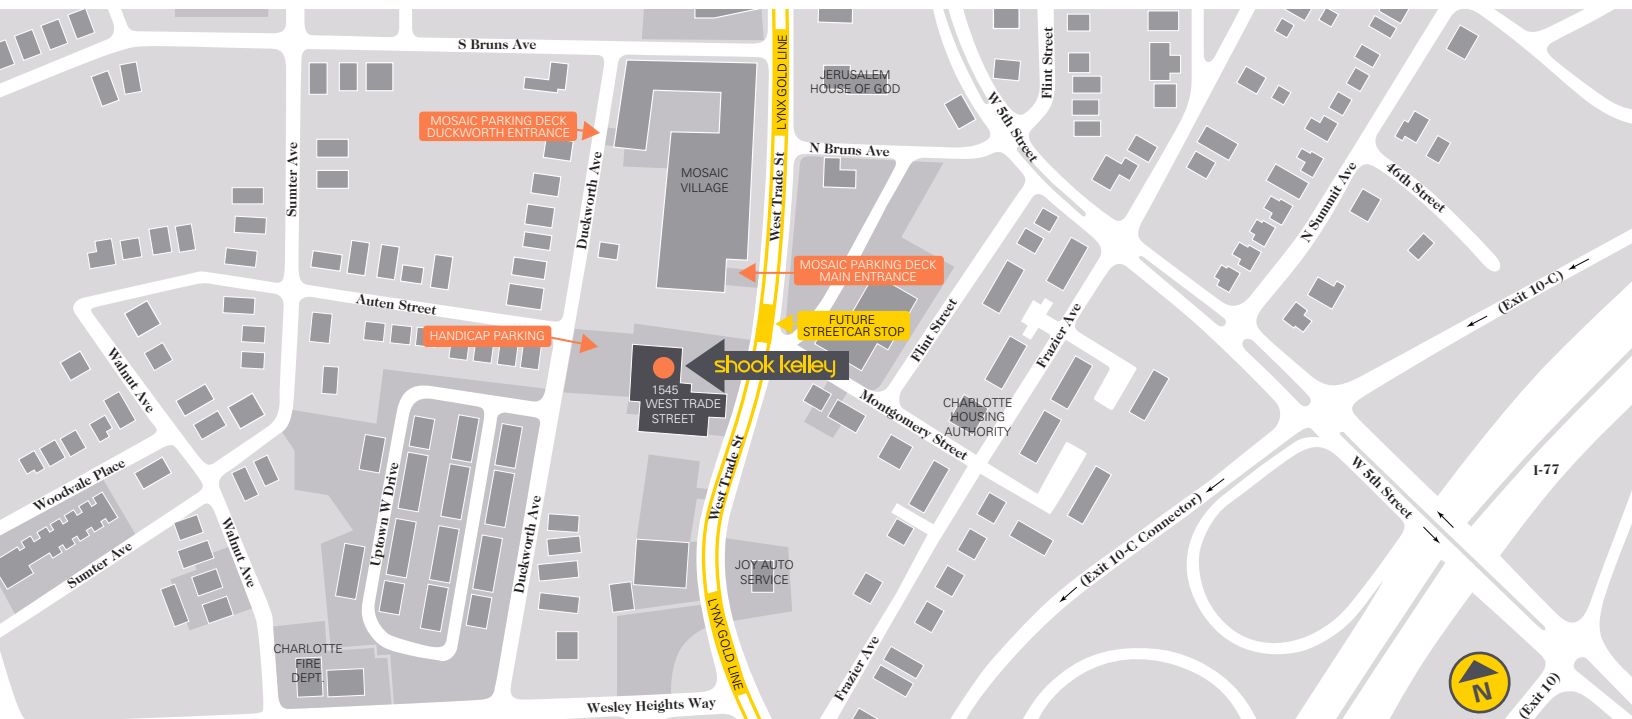 S Bruns Ave
LYNX GOLD LINE
JERUSALEM
HOUSE OF GOD
Flint Street
W 5th Street
MOSAIC PARKING DECK
DUCKWORTH ENTRANCE
Sumter Ave
Duckworth Ave
MOSAIC
VILLAGE
West Trade St
N Bruns Ave
N Summit Ave
46th Street
MOSAIC PARKING DECK
MAIN ENTRANCE
(Exit 10-C)
Auten Street
FUTURE
STREETCAR STOP
HANDICAP PARKING
Flint Street
Frazier Ave
shook kelley
1545
WEST TRADE
STREET
Walnut Ave
Montgomery Street
CHARLOTTE
HOUSING
AUTHORITY
Woodvale Place
West Trade St
W 5th Street
I-77
Uptown W Drive
Duckworth Ave
Sumter Ave
Walnut Ave
(Exit 10-C Connector)
JOY AUTO
SERVICE
LYNX GOLD LINE
CHARLOTTE
FIRE
DEPT.
Frazier Ave
Wesley Heights Way
N
(Exit 10)